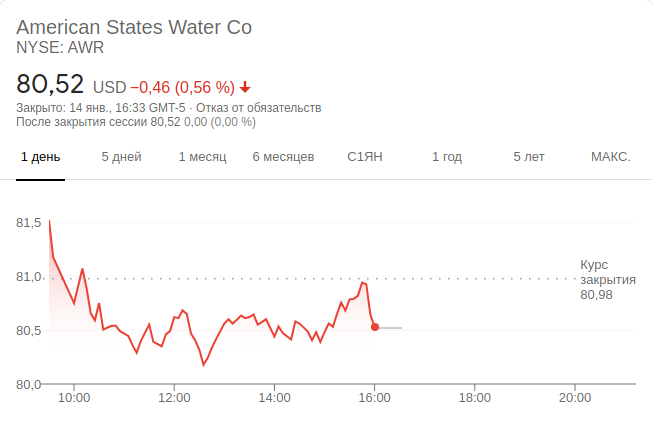 American States Water Co
NYSE: AWR
80,52 USD −0,46 (0,56 %)
Закрыто: 14 янв., 16:33 GMT-5 · Отказ от обязательств
После закрытия сессии 80,52 0,00 (0,00 %)
1 день 5 дней 1 месяц 6 месяцев С1ЯН 1 год 5 лет МАКС.
81,5
81,0
80,5
80,0
Курс
закрытия
80,98
10:00 12:00 14:00 16:00 18:00 20:00